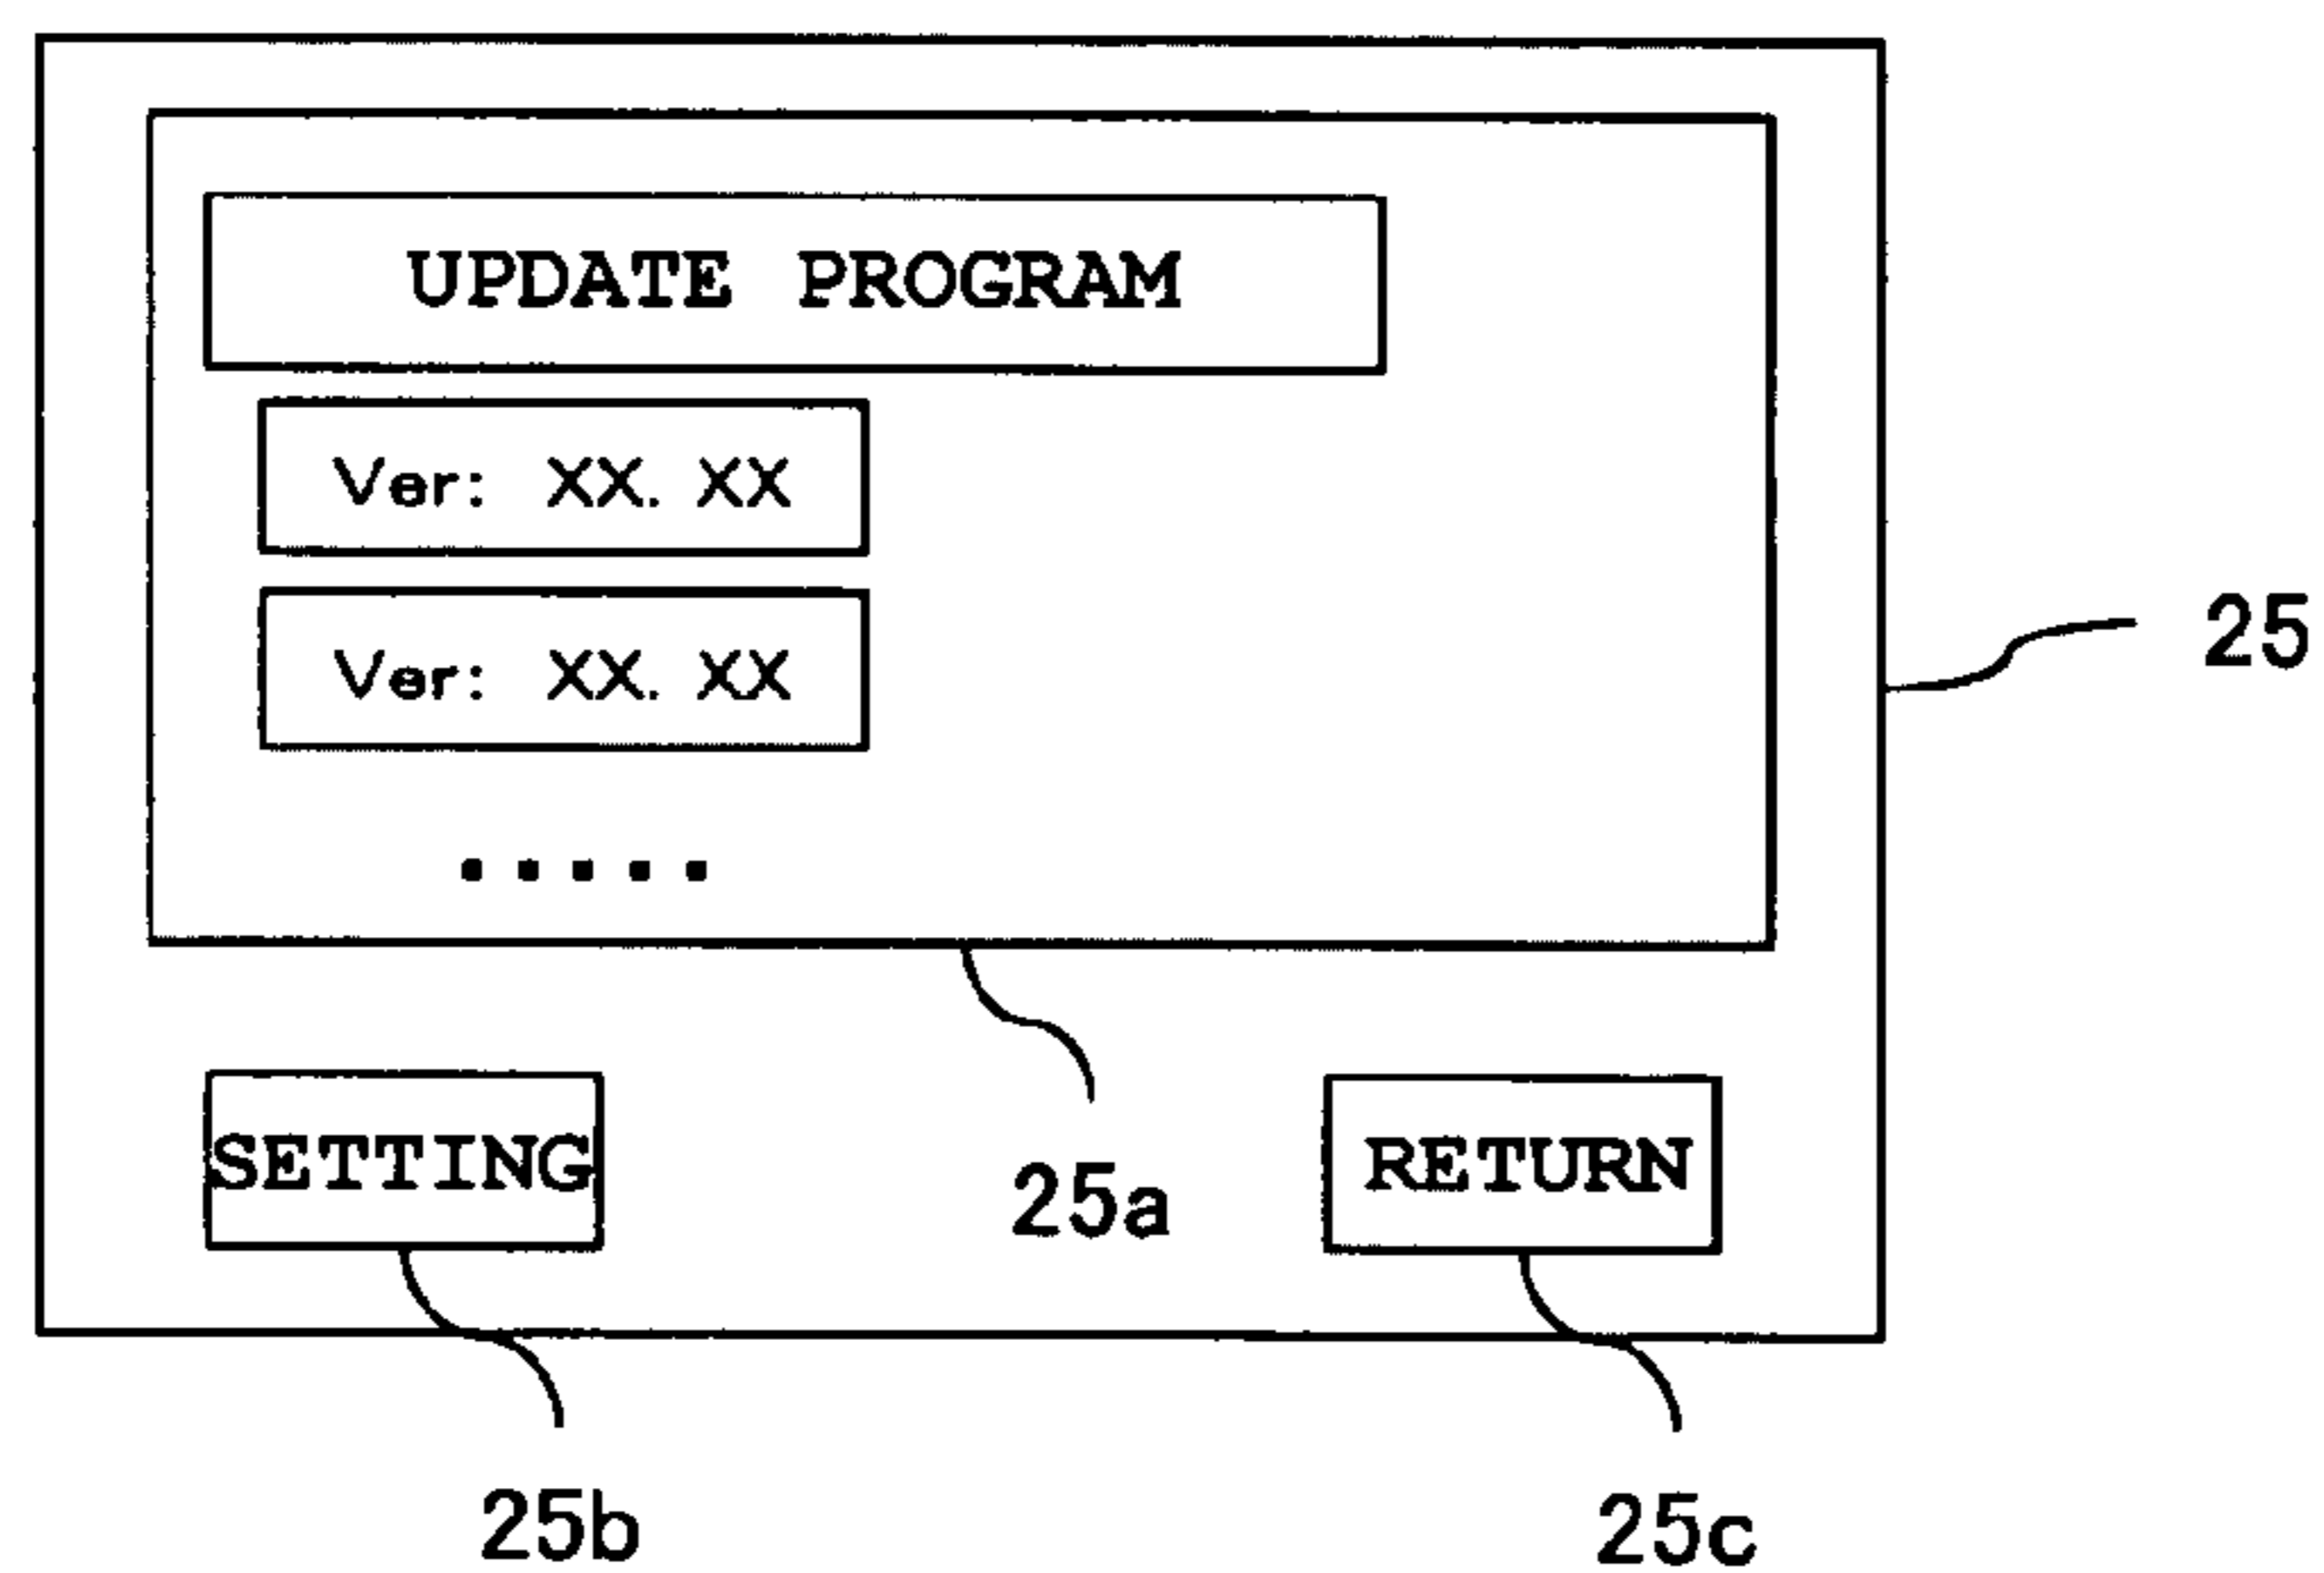 UPDATE PROGRAM
Ver: XX. XX
Ver: XX. XX
.....
25
SETTING
RETURN
25a
25b
25c